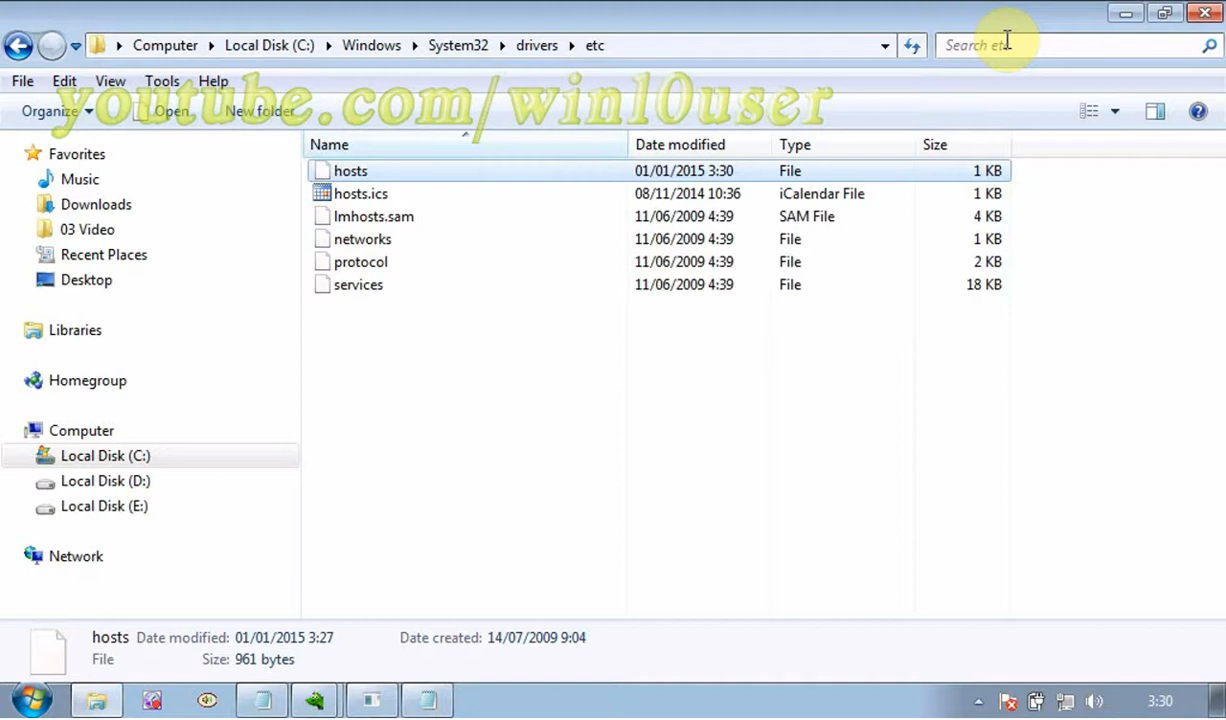 Computer Local Disk (C:) Windows System32 drivers etc Search etc
File Edit View Tools Help
youtube.com/win10user
Organize Open New folder
Name Date modified Type Size
hosts 01/01/2015 3:30 File 1 KB
hosts.ics 08/11/2014 10:36 iCalendar File 1 KB
lmhosts.sam 11/06/2009 4:39 SAM File 4 KB
networks 11/06/2009 4:39 File 1 KB
protocol 11/06/2009 4:39 File 2 KB
services 11/06/2009 4:39 File 18 KB
Favorites
Music
Downloads
03 Video
Recent Places
Desktop
Libraries
Homegroup
Computer
Local Disk (C:)
Local Disk (D:)
Local Disk (E:)
Network
hosts Date modified: 01/01/2015 3:27 Date created: 14/07/2009 9:04
File Size: 961 bytes
3:30